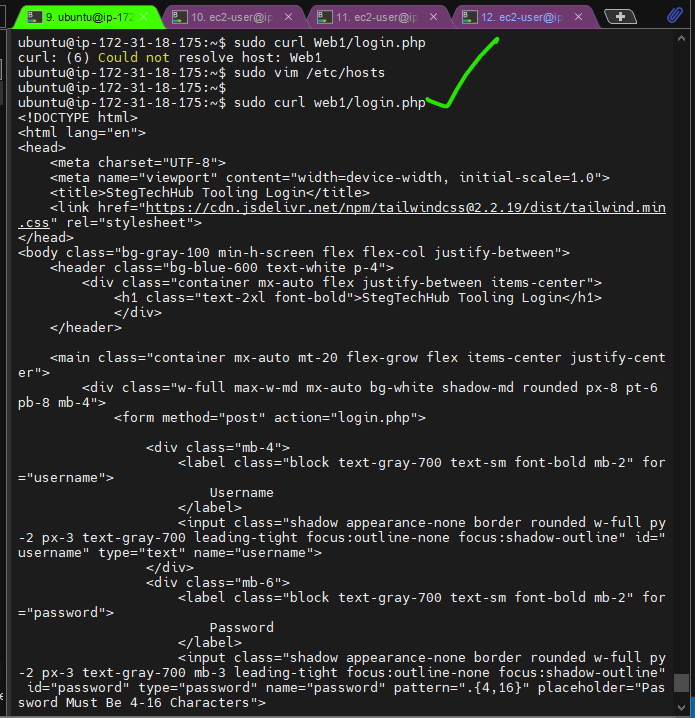 9. ubuntu@ip-172
10. ec2-user@ip
11. ec2-user@ip
12. ec2-user@ip
ubuntu@ip-172-31-18-175:~$ sudo curl Web1/login.php
curl: (6) Could not resolve host: Web1
ubuntu@ip-172-31-18-175:~$ sudo vim /etc/hosts
ubuntu@ip-172-31-18-175:~$
ubuntu@ip-172-31-18-175:~$ sudo curl web1/login.php
<!DOCTYPE html>
<html lang="en">
<head>
    <meta charset="UTF-8">
    <meta name="viewport" content="width=device-width, initial-scale=1.0">
    <title>StegTechHub Tooling Login</title>
    <link href="https://cdn.jsdelivr.net/npm/tailwindcss@2.2.19/dist/tailwind.min
.css" rel="stylesheet">
</head>
<body class="bg-gray-100 min-h-screen flex flex-col justify-between">
    <header class="bg-blue-600 text-white p-4">
        <div class="container mx-auto flex justify-between items-center">
            <h1 class="text-2xl font-bold">StegTechHub Tooling Login</h1>
            </div>
    </header>
    <main class="container mx-auto mt-20 flex-grow flex items-center justify-cent
er">
        <div class="w-full max-w-md mx-auto bg-white shadow-md rounded px-8 pt-6
pb-8 mb-4">
            <form method="post" action="login.php">
                <div class="mb-4">
                    <label class="block text-gray-700 text-sm font-bold mb-2" for
="username">
                        Username
                    </label>
                    <input class="shadow appearance-none border rounded w-full py
-2 px-3 text-gray-700 leading-tight focus:outline-none focus:shadow-outline" id="
username" type="text" name="username">
                </div>
                <div class="mb-6">
                    <label class="block text-gray-700 text-sm font-bold mb-2" for
="password">
                        Password
                    </label>
                    <input class="shadow appearance-none border rounded w-full py
-2 px-3 text-gray-700 mb-3 leading-tight focus:outline-none focus:shadow-outline"
 id="password" type="password" name="password" pattern=".{4,16}" placeholder="Pas
sword Must Be 4-16 Characters">